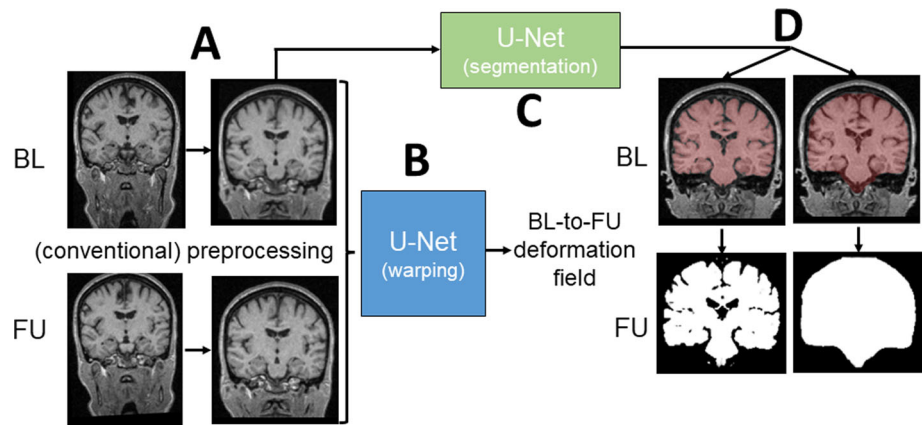 A
U-Net
(segmentation)
C
D
BL
B
BL
(conventional) preprocessing
U-Net
(warping)
BL-to-FU
deformation
field
FU
FU